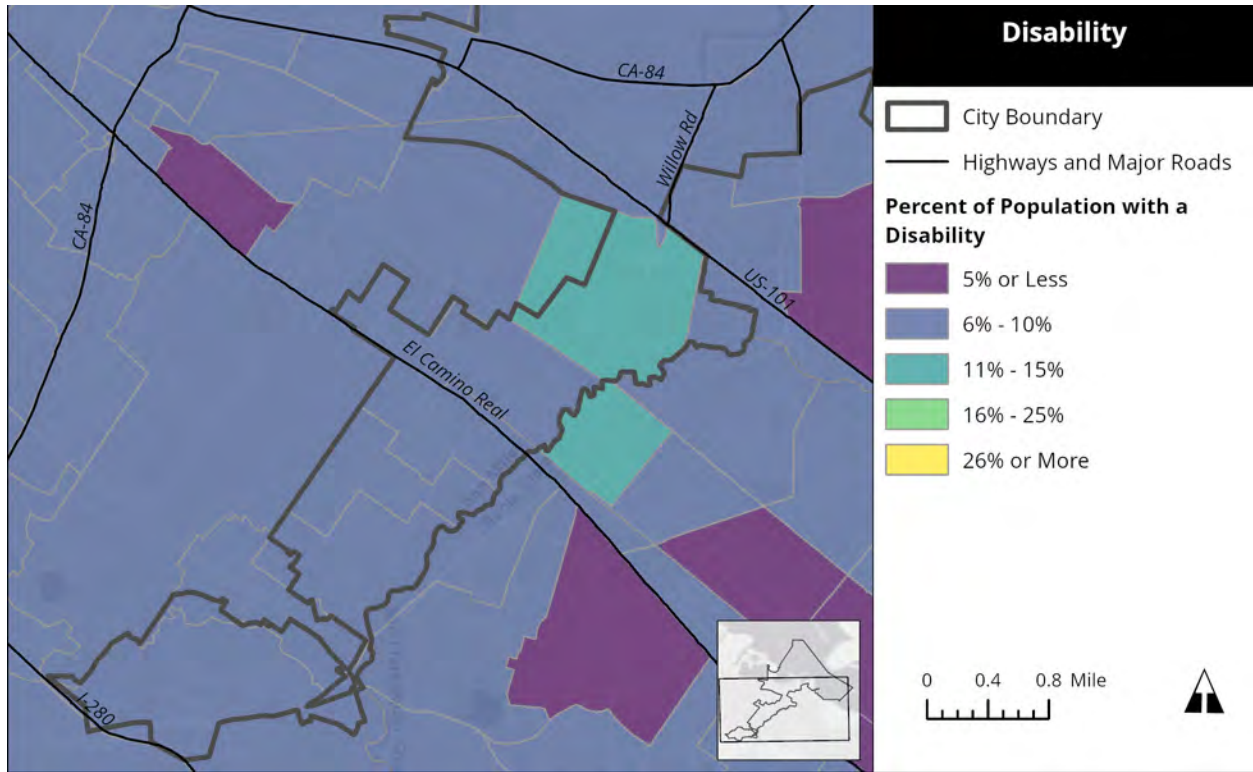 Disability
City Boundary
Highways and Major Roads
Percent of Population with a
Disability
5% or Less
6% - 10%
11% - 15%
16% - 25%
26% or More
0 0.4 0.8 Mile
CA-84
Willow Rd
CA-84
US-101
El Camino Real
I-280